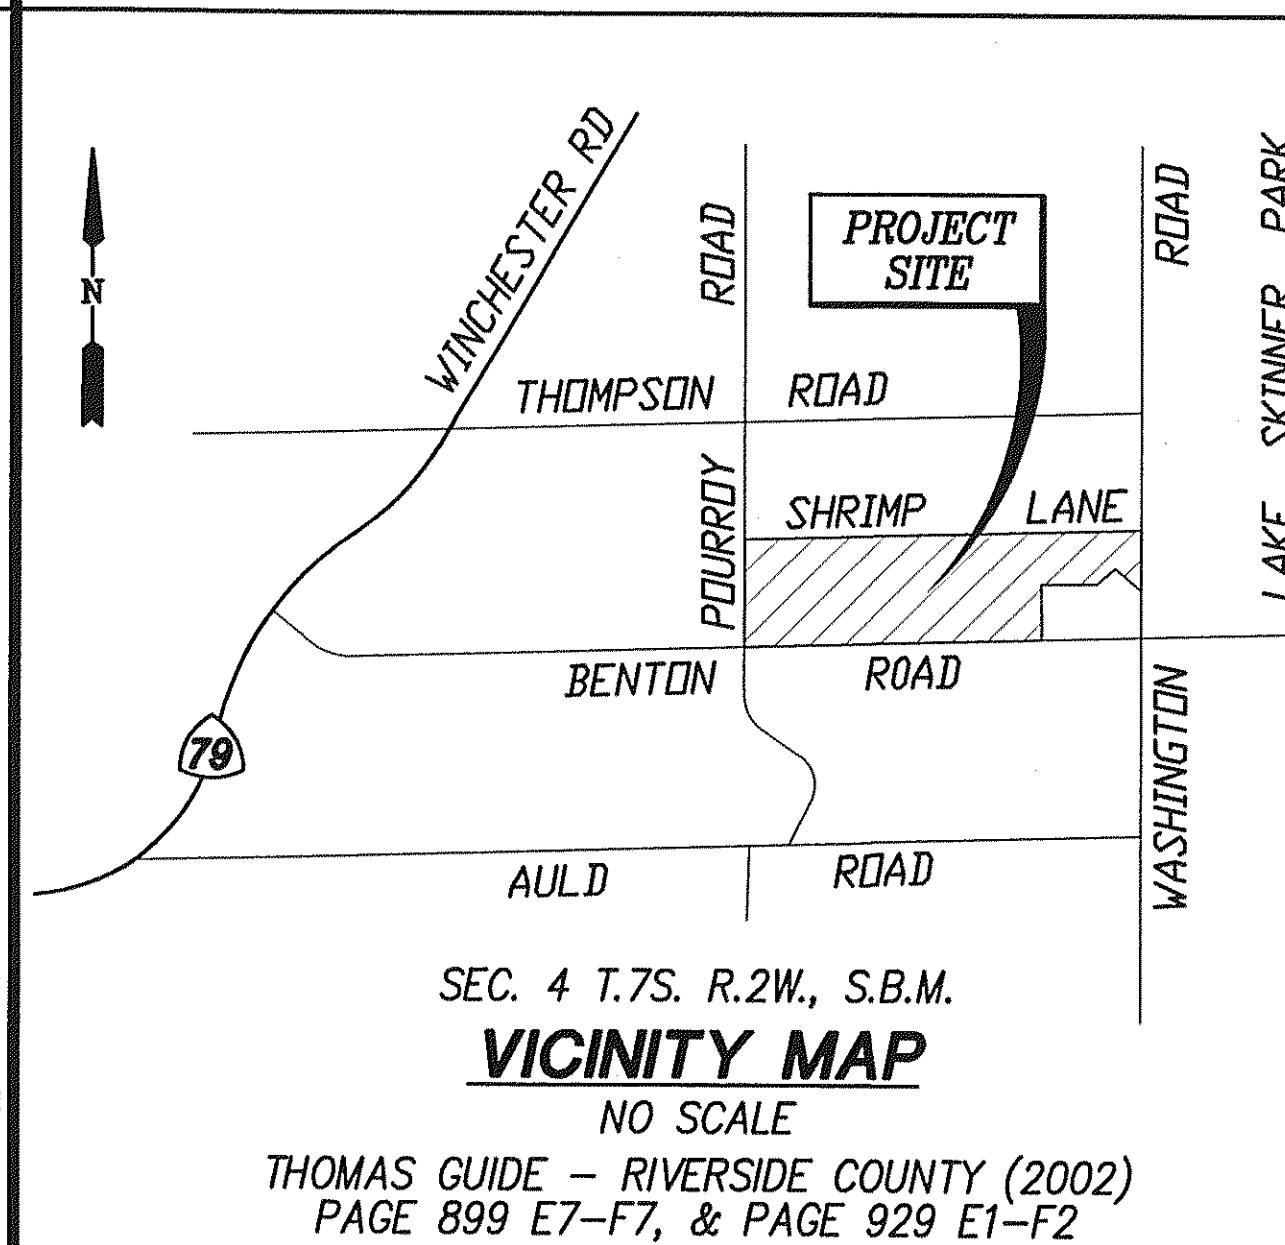 WINCHESTER RD
ROAD
PROJECT
SITE
ROAD
LAKE SKINNER PARK
N
THOMPSON ROAD
POURROY
SHRIMP LANE
BENTON ROAD
79
WASHINGTON
AULD ROAD
SEC. 4 T.7S. R.2W., S.B.M.
VICINITY MAP
NO SCALE
THOMAS GUIDE – RIVERSIDE COUNTY (2002)
PAGE 899 E7–F7, & PAGE 929 E1–F2